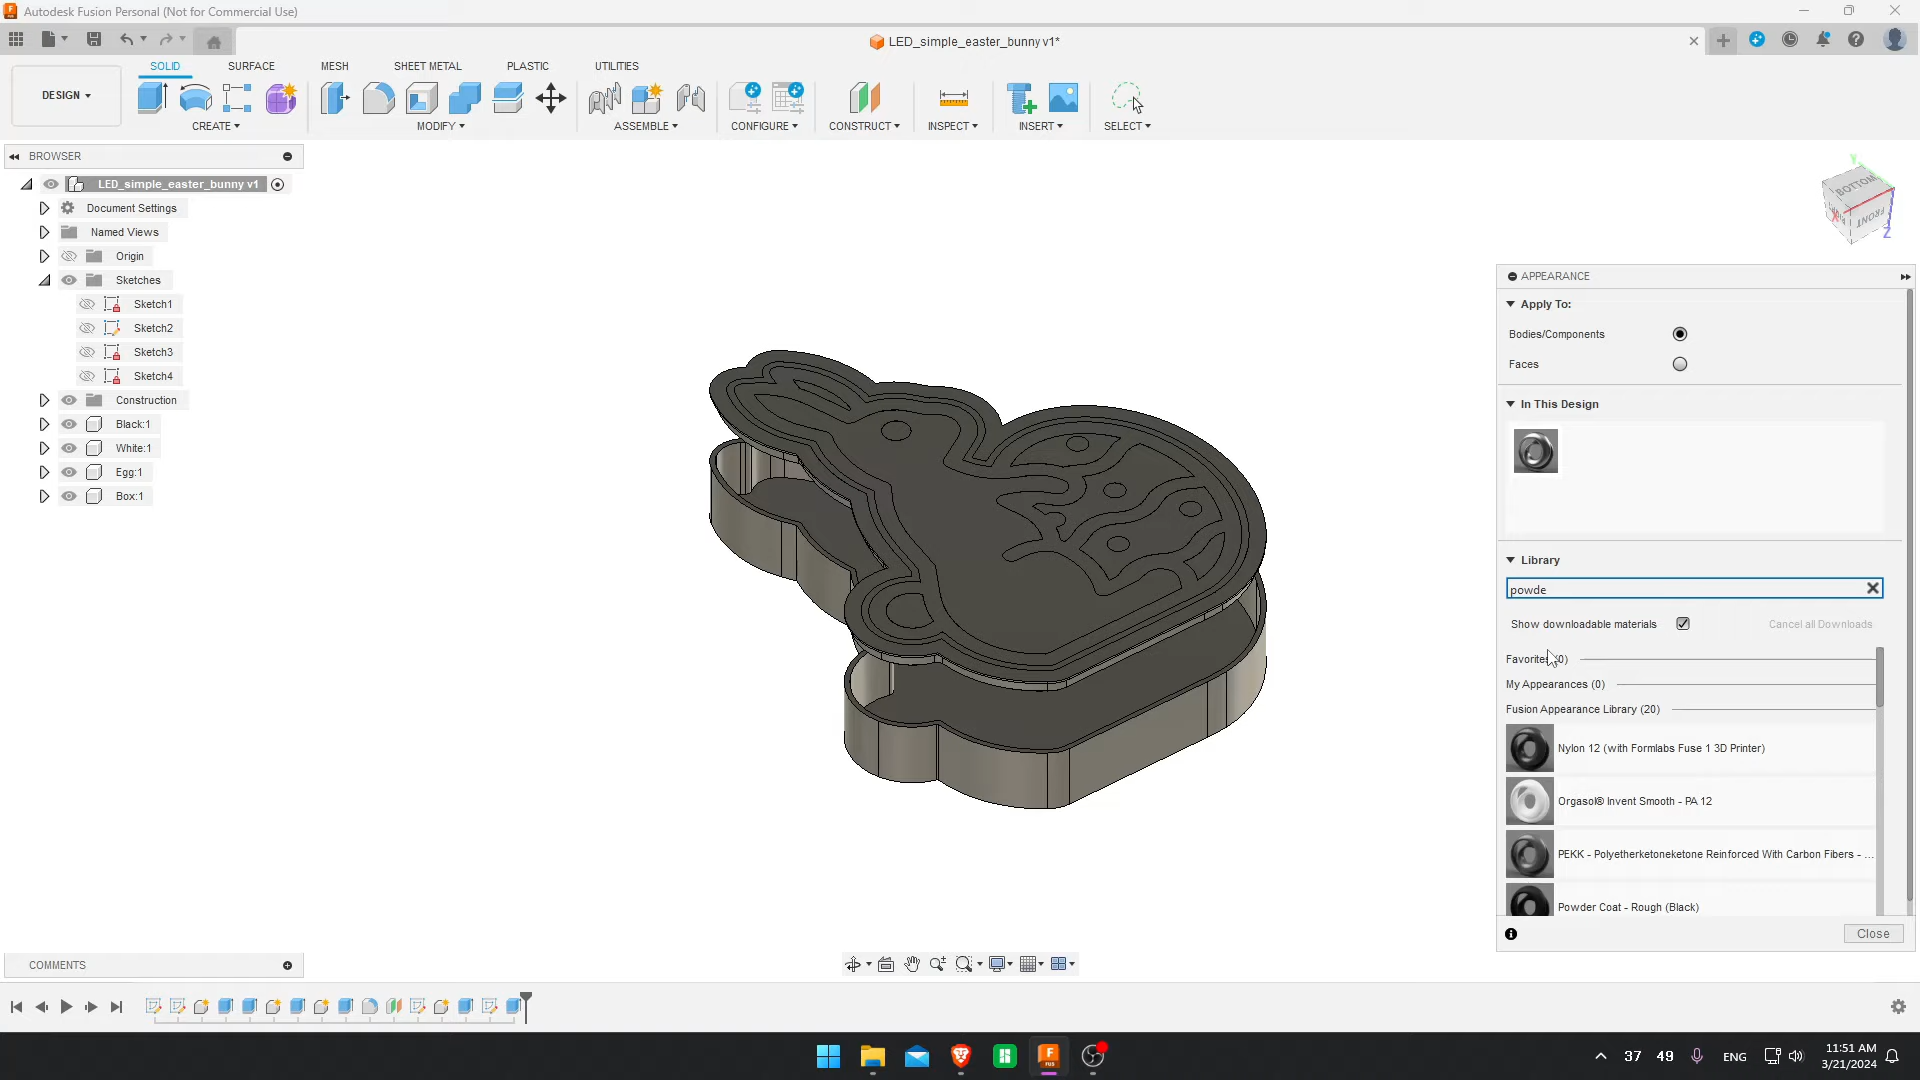 Autodesk Fusion Personal (Not for Commercial Use)
LED_simple_easter_bunny v1*
DESIGN
SOLID
SURFACE
MESH
SHEET METAL
PLASTIC
UTILITIES
CREATE
MODIFY
ASSEMBLE
CONFIGURE
CONSTRUCT
INSPECT
INSERT
SELECT
BROWSER
LED_simple_easter_bunny v1
Document Settings
Named Views
Origin
Sketches
Sketch1
Sketch2
Sketch3
Sketch4
Construction
Black:1
White:1
Egg:1
Box:1
Y
BOTTOM
FRONT
X
Z
APPEARANCE
Apply To:
Bodies/Components
Faces
In This Design
Library
powde
Show downloadable materials
Cancel all Downloads
Favorites (0)
My Appearances (0)
Fusion Appearance Library (20)
Nylon 12 (with Formlabs Fuse 1 3D Printer)
Orgasol® Invent Smooth - PA 12
PEKK - Polyetherketoneketone Reinforced With Carbon Fibers - ...
Powder Coat - Rough (Black)
Close
COMMENTS
37 49 ENG
11:51 AM
3/21/2024